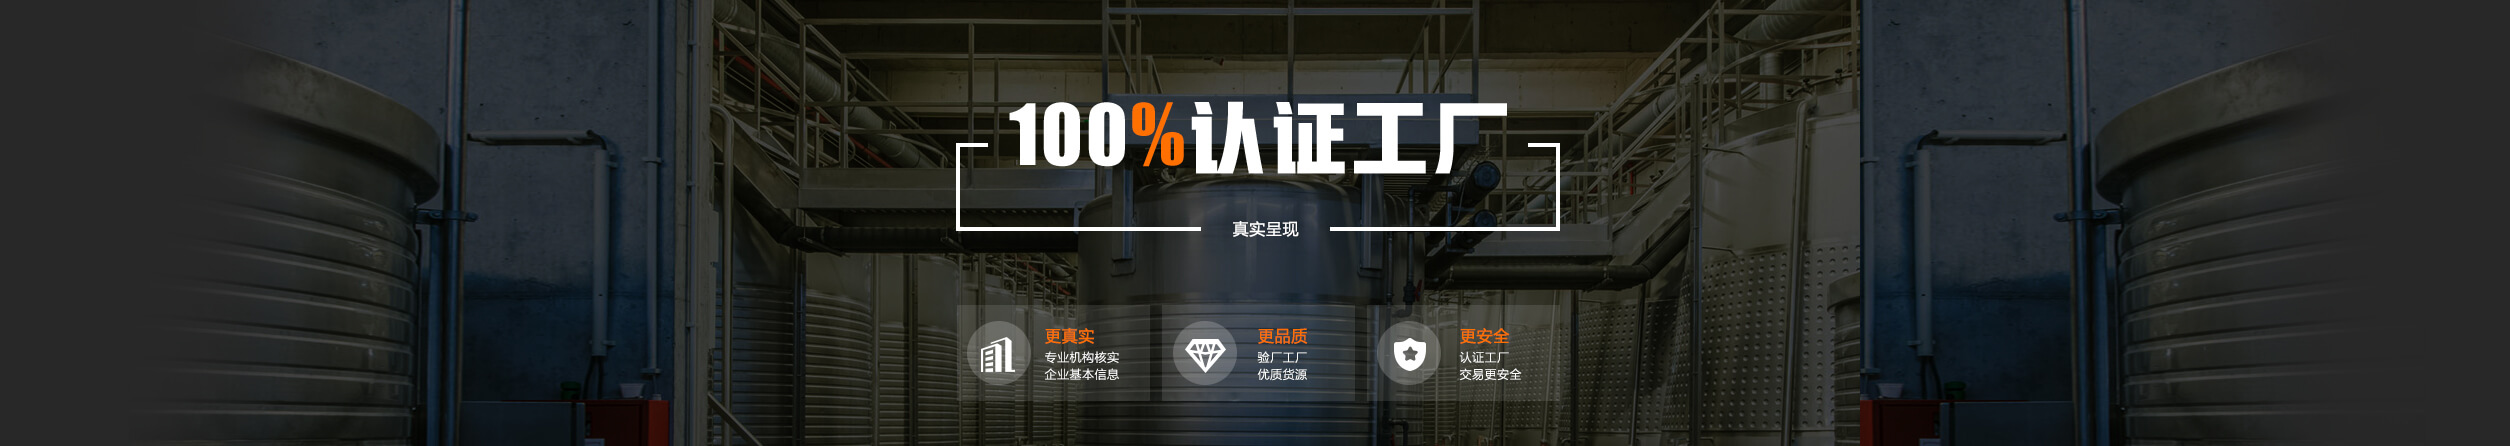 100%认证工厂
真实呈现
更真实
专业机构核实
企业基本信息
更品质
验厂工厂
优质货源
更安全
认证工厂
交易更安全